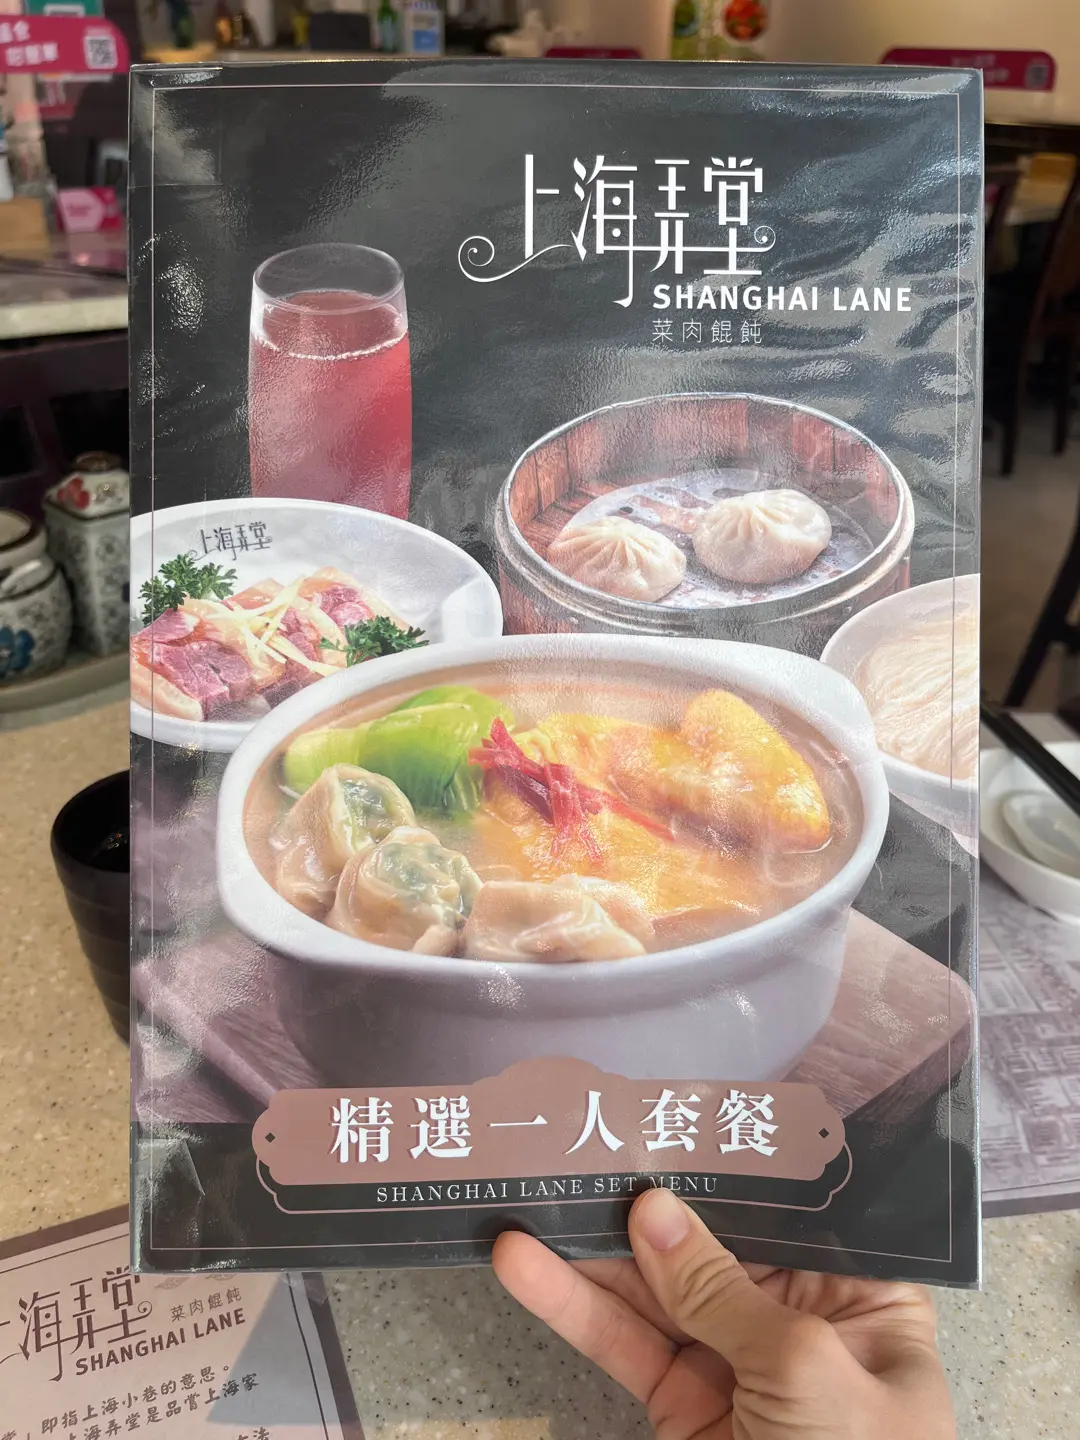 上海弄堂
SHANGHAI LANE
菜肉餛飩
上海弄堂
精選一人套餐
SHANGHAI LANE SET MENU
海弄堂
菜肉餛飩
SHANGHAI LANE
」即指上海小巷的意思。
上海弄堂是品嘗上海家